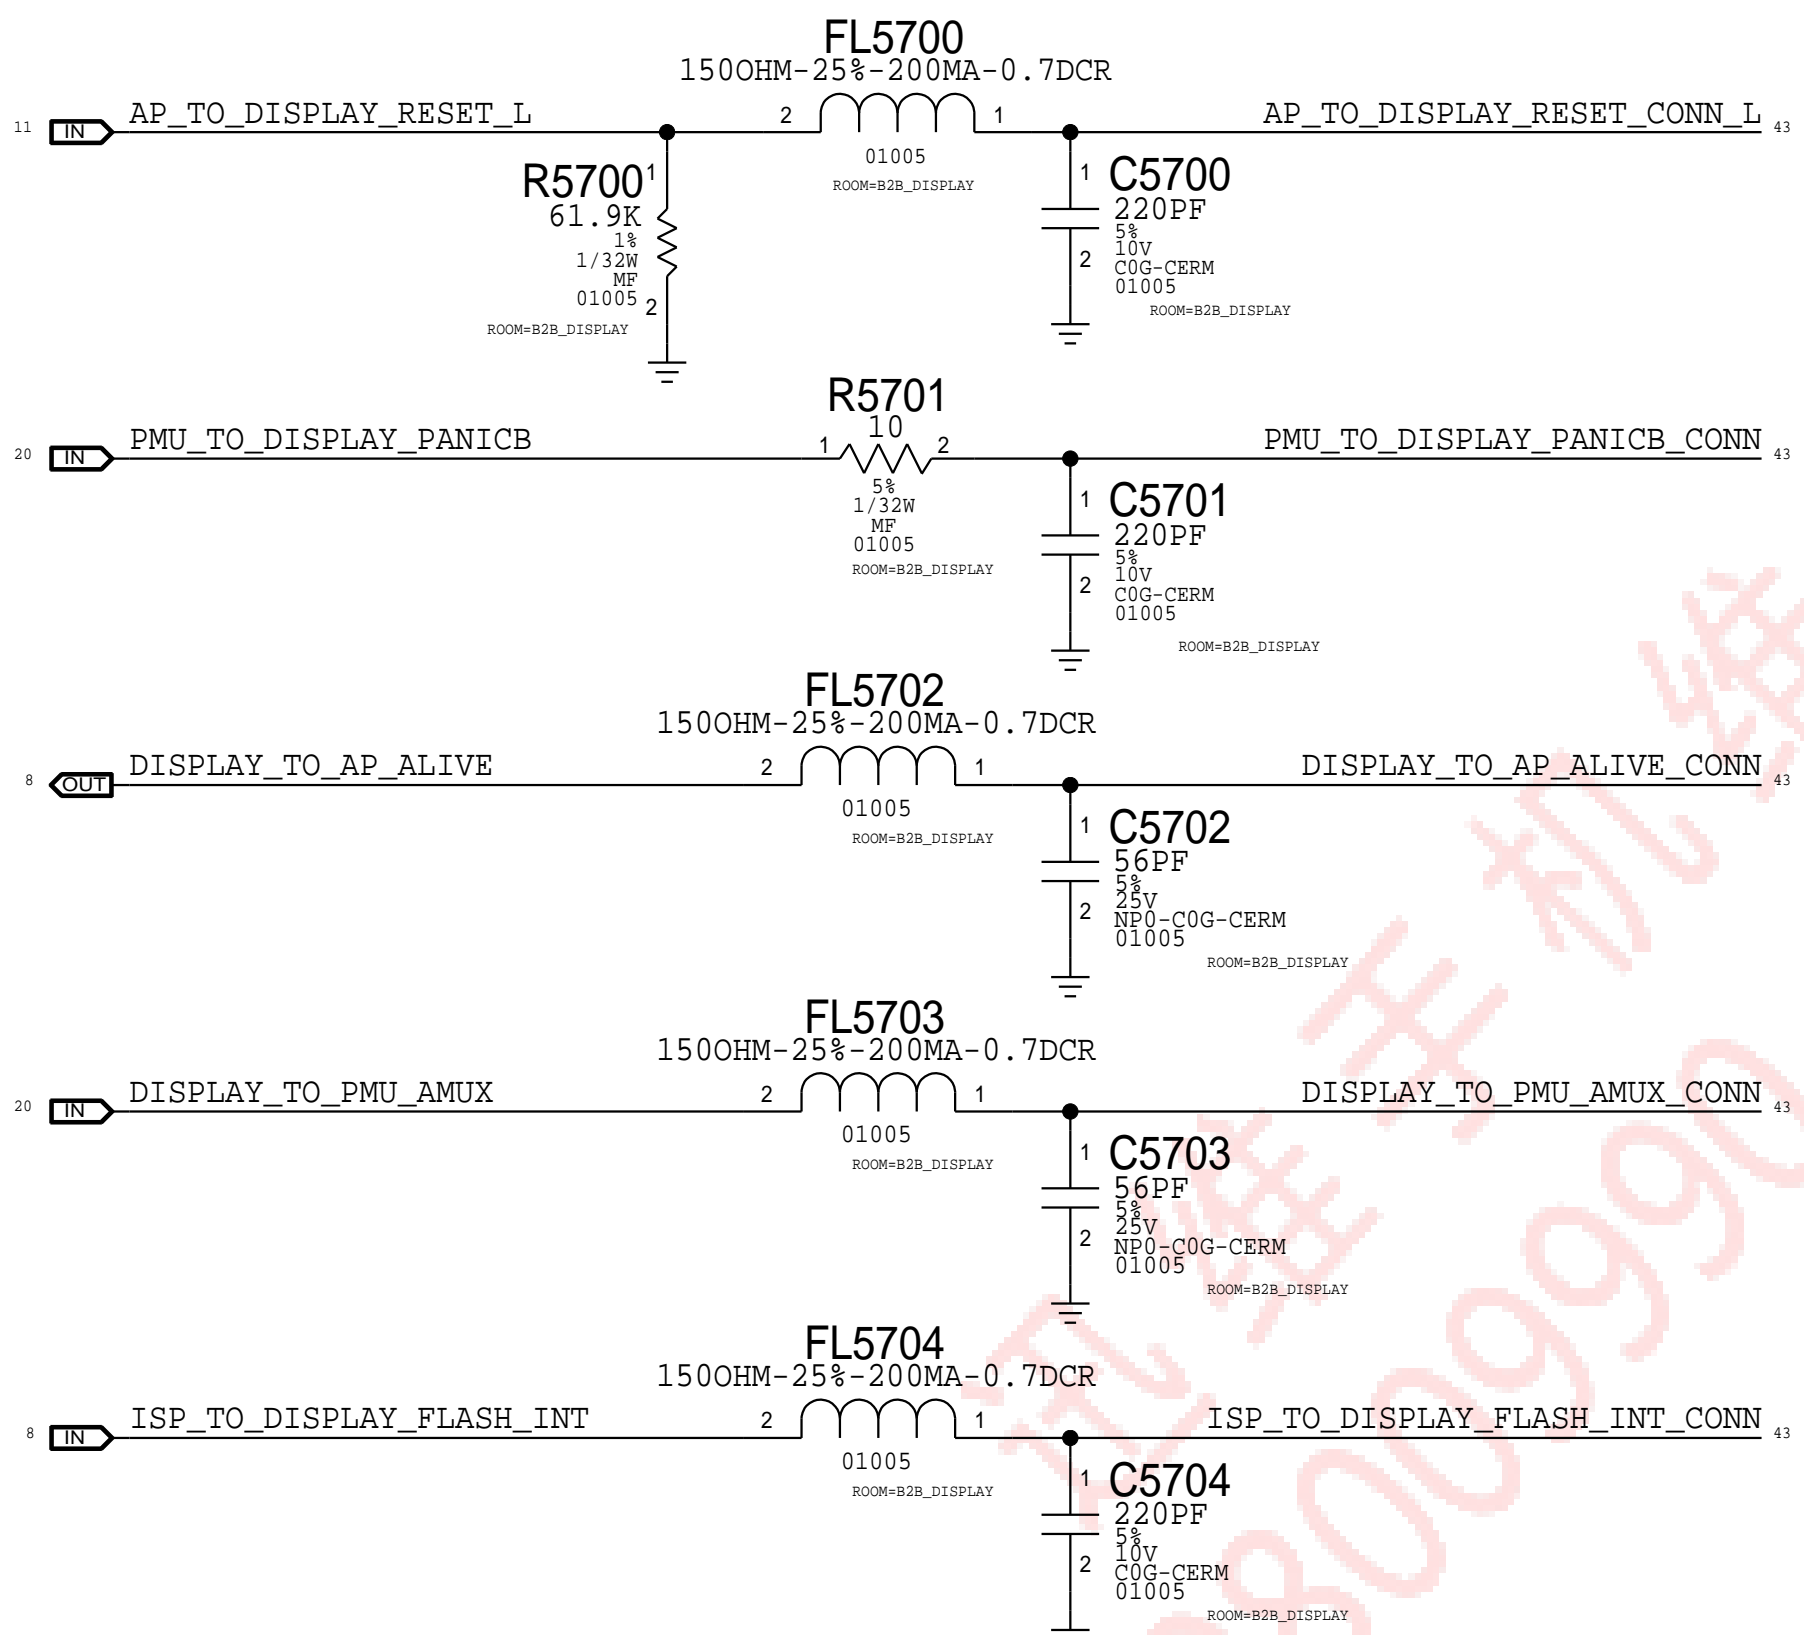 FL5700
150OHM-25%-200MA-0.7DCR
11 IN AP_TO_DISPLAY_RESET_L 2 1 AP_TO_DISPLAY_RESET_CONN_L 43
01005
ROOM=B2B_DISPLAY
R5700 1
61.9K
1%
1/32W
MF
01005 2
ROOM=B2B_DISPLAY
1 C5700
220PF
5%
10V
2 C0G-CERM
01005
ROOM=B2B_DISPLAY
R5701
10
20 IN PMU_TO_DISPLAY_PANICB 1 2 PMU_TO_DISPLAY_PANICB_CONN 43
5%
1/32W
MF
01005
ROOM=B2B_DISPLAY
1 C5701
220PF
5%
10V
2 C0G-CERM
01005
ROOM=B2B_DISPLAY
FL5702
150OHM-25%-200MA-0.7DCR
8 OUT DISPLAY_TO_AP_ALIVE 2 1 DISPLAY_TO_AP_ALIVE_CONN 43
01005
ROOM=B2B_DISPLAY
1 C5702
56PF
5%
25V
2 NP0-C0G-CERM
01005
ROOM=B2B_DISPLAY
FL5703
150OHM-25%-200MA-0.7DCR
20 IN DISPLAY_TO_PMU_AMUX 2 1 DISPLAY_TO_PMU_AMUX_CONN 43
01005
ROOM=B2B_DISPLAY
1 C5703
56PF
5%
25V
2 NP0-C0G-CERM
01005
ROOM=B2B_DISPLAY
FL5704
150OHM-25%-200MA-0.7DCR
8 IN ISP_TO_DISPLAY_FLASH_INT 2 1 ISP_TO_DISPLAY_FLASH_INT_CONN 43
01005
ROOM=B2B_DISPLAY
1 C5704
220PF
5%
10V
2 C0G-CERM
01005
ROOM=B2B_DISPLAY
迅维手机维